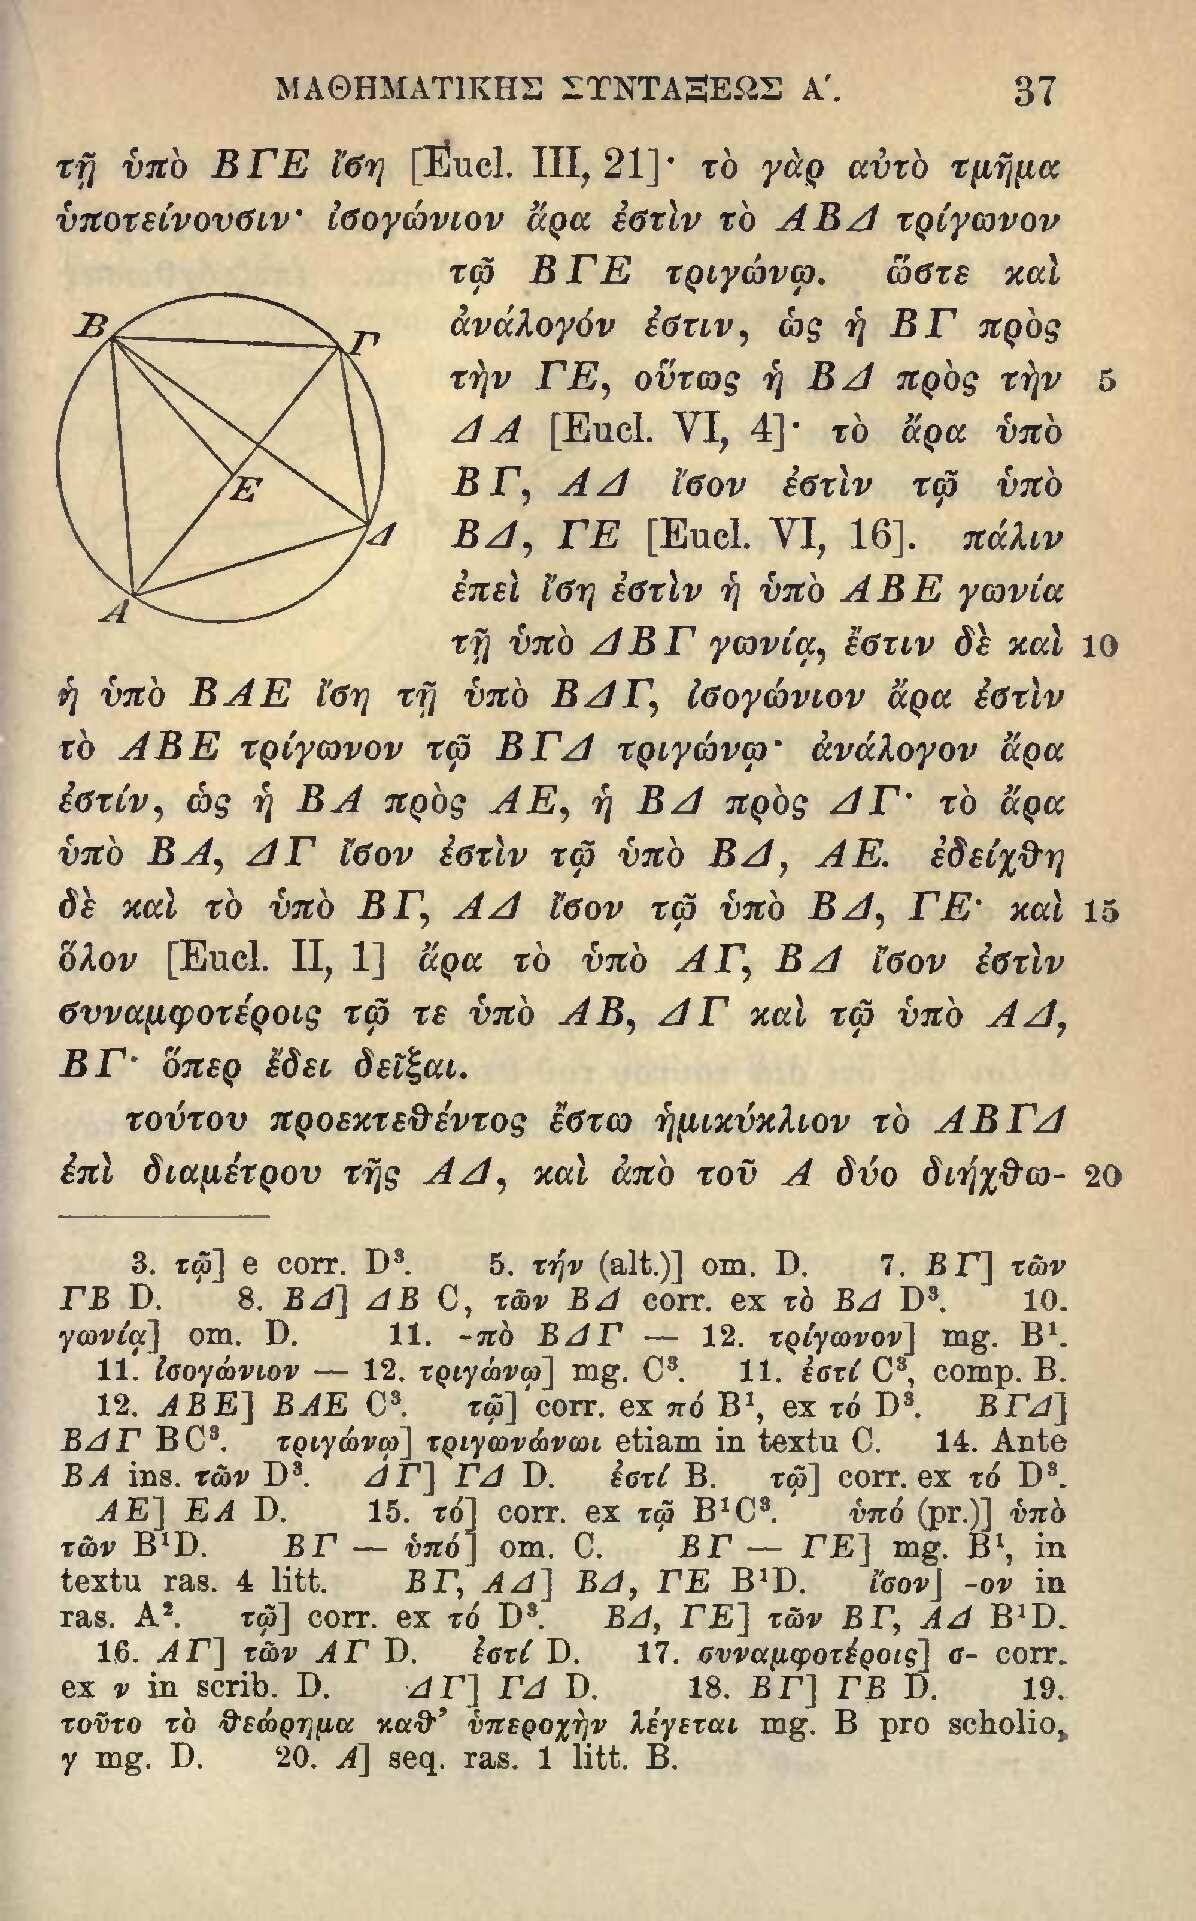 ΜΑΘΗΜΑΤΙΚΗΣ ΣΥΝΤΑΞΕΩΣ Α΄. 37
τῇ ὑπὸ ΒΓΕ ἴση [Eucl. III, 21]· τὸ γὰρ αὐτὸ τμῆμα
ὑποτείνουσιν· ἰσογώνιον ἄρα ἐστὶν τὸ ΑΒΔ τρίγωνον
τῷ ΒΓΕ τριγώνῳ. ὥστε καὶ
ἀνάλογόν ἐστιν, ὡς ἡ ΒΓ πρὸς
τὴν ΓΕ, οὕτως ἡ ΒΔ πρὸς τὴν 5
ΔΑ [Eucl. VI, 4]· τὸ ἄρα ὑπὸ
ΒΓ, ΑΔ ἴσον ἐστὶν τῷ ὑπὸ
ΒΔ, ΓΕ [Eucl. VI, 16]. πάλιν
ἐπεὶ ἴση ἐστὶν ἡ ὑπὸ ΑΒΕ γωνία
τῇ ὑπὸ ΔΒΓ γωνίᾳ, ἔστιν δὲ καὶ 10
Β
Γ
Ε
Δ
Α
ἡ ὑπὸ ΒΑΕ ἴση τῇ ὑπὸ ΒΔΓ, ἰσογώνιον ἄρα ἐστὶν
τὸ ΑΒΕ τρίγωνον τῷ ΒΓΔ τριγώνῳ· ἀνάλογον ἄρα
ἐστίν, ὡς ἡ ΒΑ πρὸς ΑΕ, ἡ ΒΔ πρὸς ΔΓ· τὸ ἄρα
ὑπὸ ΒΑ, ΔΓ ἴσον ἐστὶν τῷ ὑπὸ ΒΔ, ΑΕ. ἐδείχθη
δὲ καὶ τὸ ὑπὸ ΒΓ, ΑΔ ἴσον τῷ ὑπὸ ΒΔ, ΓΕ· καὶ 15
ὅλον [Eucl. II, 1] ἄρα τὸ ὑπὸ ΑΓ, ΒΔ ἴσον ἐστὶν
συναμφοτέροις τῷ τε ὑπὸ ΑΒ, ΔΓ καὶ τῷ ὑπὸ ΑΔ,
ΒΓ· ὅπερ ἔδει δεῖξαι.
τούτου προεκτεθέντος ἔστω ἡμικύκλιον τὸ ΑΒΓΔ
ἐπὶ διαμέτρου τῆς ΑΔ, καὶ ἀπὸ τοῦ Α δύο διήχθω- 20
3. τῷ] e corr. D³. 5. τήν (alt.)] om. D. 7. ΒΓ] τῶν
ΓΒ D. 8. ΒΔ] ΔΒ C, τῶν ΒΔ corr. ex τὸ ΒΔ D³. 10.
γωνίᾳ] om. D. 11. -πὸ ΒΔΓ — 12. τρίγωνον] mg. B¹.
11. ἰσογώνιον — 12. τριγώνῳ] mg. C³. 11. ἐστί C³, comp. B.
12. ΑΒΕ] ΒΑΕ C³. τῷ] corr. ex πό B¹, ex τό D³. ΒΓΔ]
ΒΔΓ BC³. τριγώνῳ] τριγωνώνωι etiam in textu C. 14. Ante
ΒΑ ins. τῶν D³. ΔΓ] ΓΔ D. ἐστί B. τῷ] corr. ex τό D³.
ΑΕ] ΕΑ D. 15. τό] corr. ex τῷ B¹C³. ὑπό (pr.)] ὑπὸ
τῶν B¹D. ΒΓ — ὑπό] om. C. ΒΓ — ΓΕ] mg. B¹, in
textu ras. 4 litt. ΒΓ, ΑΔ] ΒΔ, ΓΕ B¹D. ἴσον] -ον in
ras. A². τῷ] corr. ex τό D³. ΒΔ, ΓΕ] τῶν ΒΓ, ΑΔ B¹D.
16. ΑΓ] τῶν ΑΓ D. ἐστί D. 17. συναμφοτέροις] σ- corr.
ex ν in scrib. D. ΔΓ] ΓΔ D. 18. ΒΓ] ΓΒ D. 19.
τοῦτο τὸ θεώρημα καθ’ ὑπεροχὴν λέγεται mg. B pro scholio,
γ mg. D. 20. Α] seq. ras. 1 litt. B.